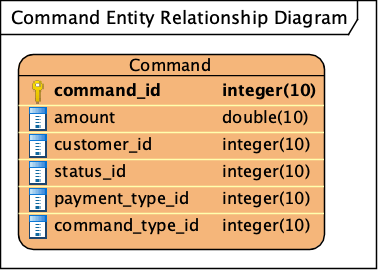 Command Entity Relationship Diagram
Command
command_id integer(10)
amount double(10)
customer_id integer(10)
status_id integer(10)
payment_type_id integer(10)
command_type_id integer(10)